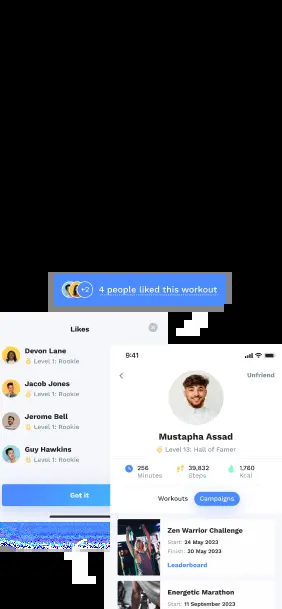 +2 4 people liked this workout
Likes
Devon Lane
Level 1: Rookie
Jacob Jones
Level 1: Rookie
Jerome Bell
Level 1: Rookie
Guy Hawkins
Level 1: Rookie
Got it
9:41
Unfriend
Mustapha Assad
Level 13: Hall of Famer
256 39,832 1,760
Minutes Steps Kcal
Workouts Campaigns
Zen Warrior Challenge
Start: 24 May 2023
Finish: 30 May 2023
Leaderboard
Energetic Marathon
Start: 11 September 2023